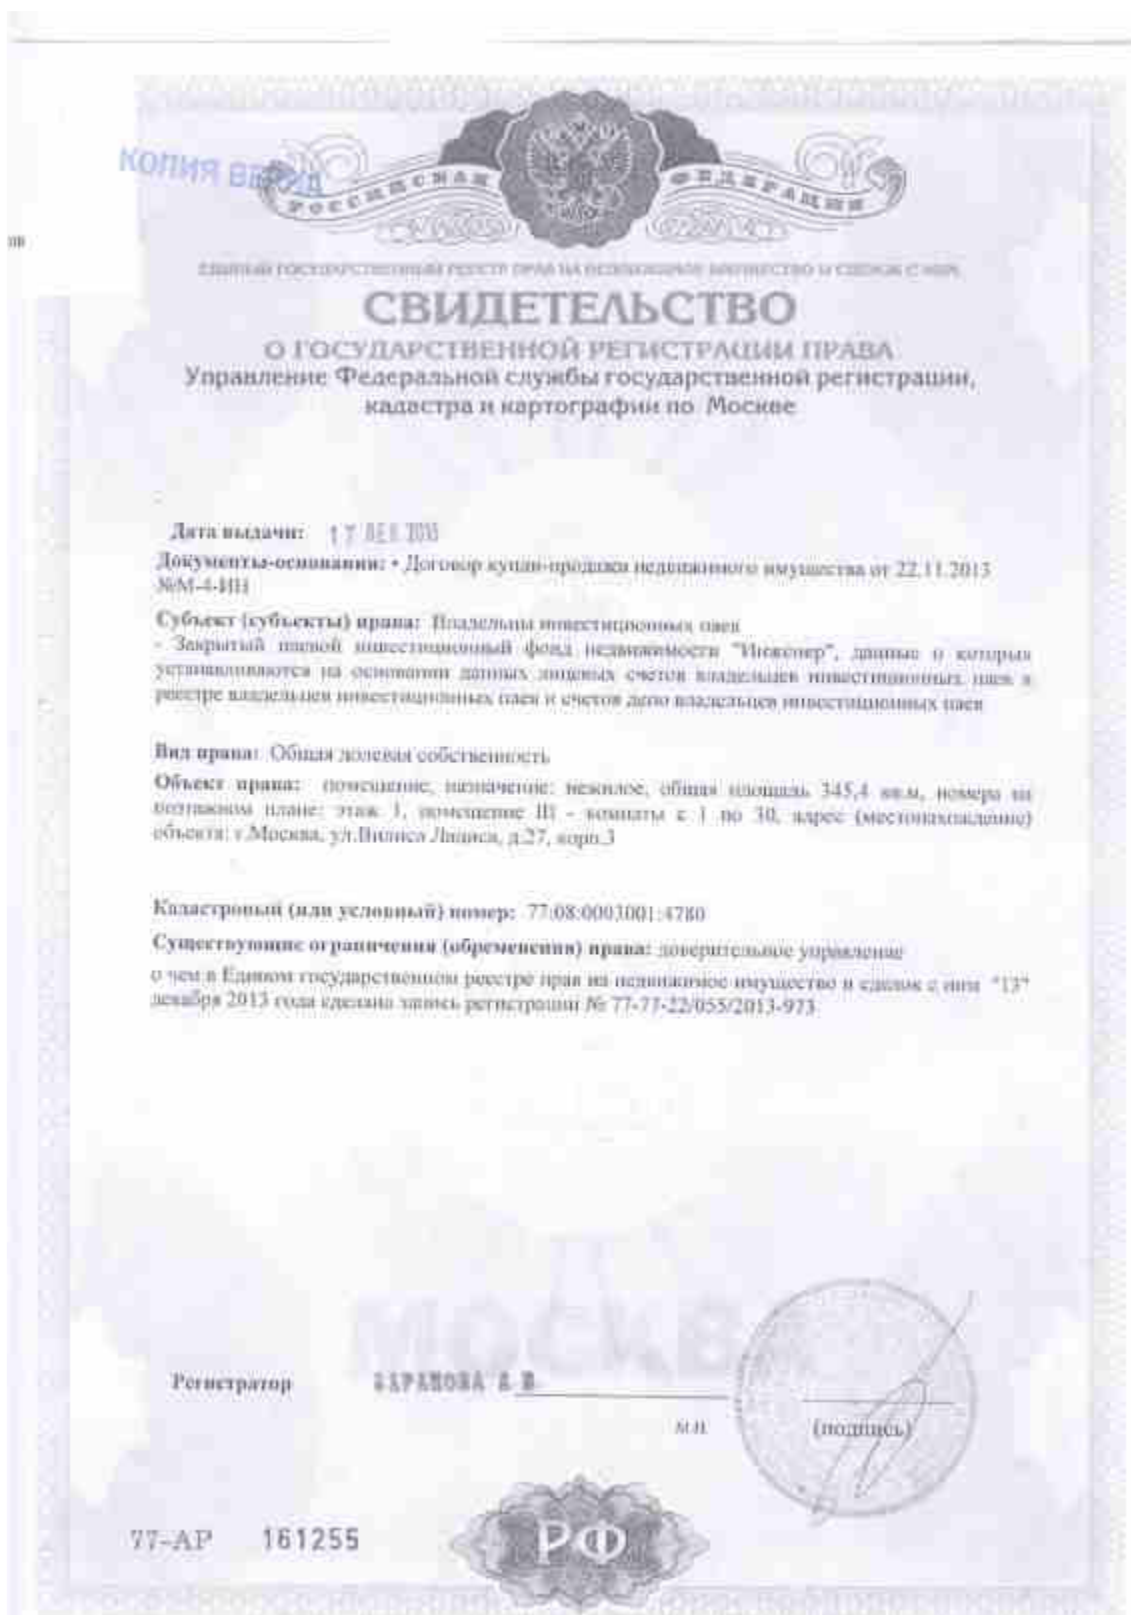 КОПИЯ ВЕРНА
РОССИЙСКАЯ ФЕДЕРАЦИЯ
ЕДИНЫЙ ГОСУДАРСТВЕННЫЙ РЕЕСТР ПРАВ НА НЕДВИЖИМОЕ ИМУЩЕСТВО И СДЕЛОК С НИМ
СВИДЕТЕЛЬСТВО
О ГОСУДАРСТВЕННОЙ РЕГИСТРАЦИИ ПРАВА
Управление Федеральной службы государственной регистрации,
кадастра и картографии по Москве
Дата выдачи: 17
Документы-основания: • Договор купли-продажи недвижимого имущества от 22.11.2013
№М-4-ИН
Субъект (субъекты) права: Владельцы инвестиционных паев
- Закрытый паевой инвестиционный фонд недвижимости "Инженер", данные о которых
устанавливаются на основании данных лицевых счетов владельцев инвестиционных паев в
реестре владельцев инвестиционных паев и счетов депо владельцев инвестиционных паев
Вид права: Общая долевая собственность
Объект права: помещение, назначение: нежилое, общая площадь 345,4 кв.м, номера на
поэтажном плане: этаж 1, помещение III - комнаты с 1 по 30, адрес (местонахождение)
объекта: г.Москва, ул.Вилиса Лациса, д.27, корп.3
Кадастровый (или условный) номер: 77:08:0003001:4780
Существующие ограничения (обременения) права: доверительное управление
о чем в Едином государственном реестре прав на недвижимое имущество и сделок с ним "13"
декабря 2013 года сделана запись регистрации № 77-77-22/055/2013-973
МОСКВА
Регистратор
м.п.
(подпись)
77-АР 161255
РФ